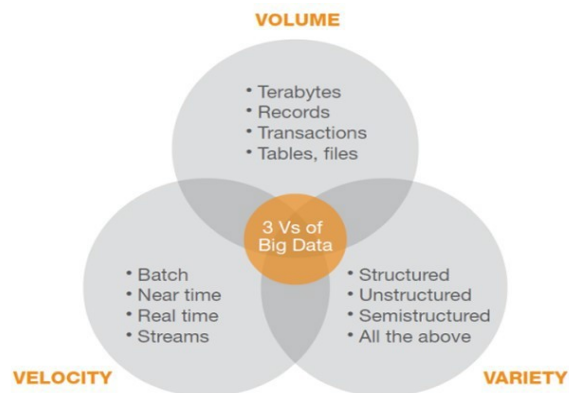 VOLUME
• Terabytes
• Records
• Transactions
• Tables, files
3 Vs of
Big Data
• Batch
• Near time
• Real time
• Streams
• Structured
• Unstructured
• Semistructured
• All the above
VELOCITY
VARIETY